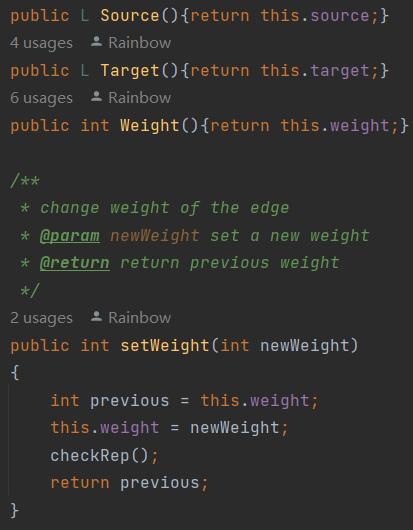 public L Source(){return this.source;}
4 usages Rainbow
public L Target(){return this.target;}
6 usages Rainbow
public int Weight(){return this.weight;}
/**
* change weight of the edge
* @param newWeight set a new weight
* @return return previous weight
*/
2 usages Rainbow
public int setWeight(int newWeight)
{
int previous = this.weight;
this.weight = newWeight;
checkRep();
return previous;
}